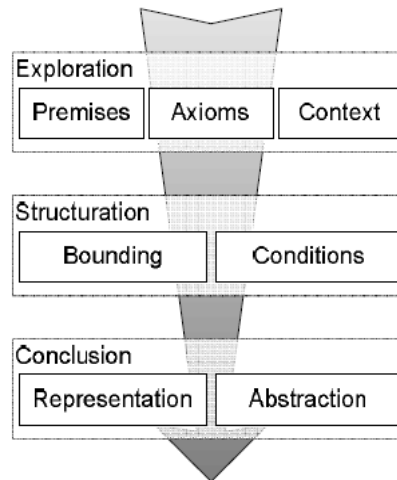 Exploration
Premises Axioms Context
Structuration
Bounding Conditions
Conclusion
Representation Abstraction